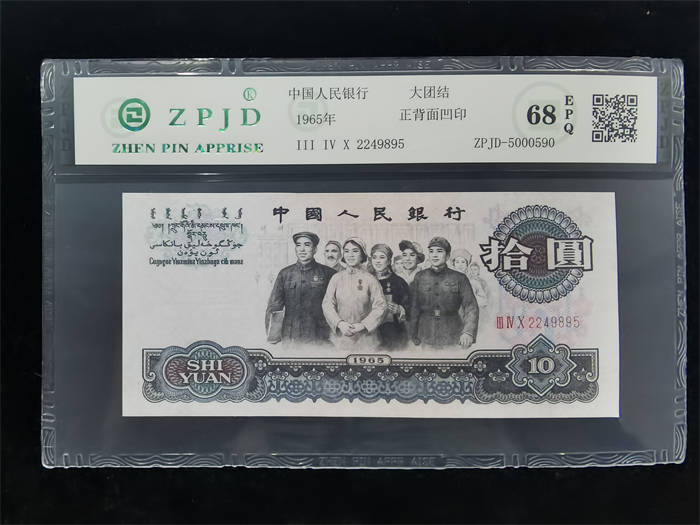 ZPJD ®
ZHEN PIN APPRISE
中国人民银行 大团结
1965年 正背面凹印
III IV X 2249895 ZPJD-5000590
68 EPQ
中國人民銀行
拾圓
III IV X 2249895
1965
SHI
YUAN
10